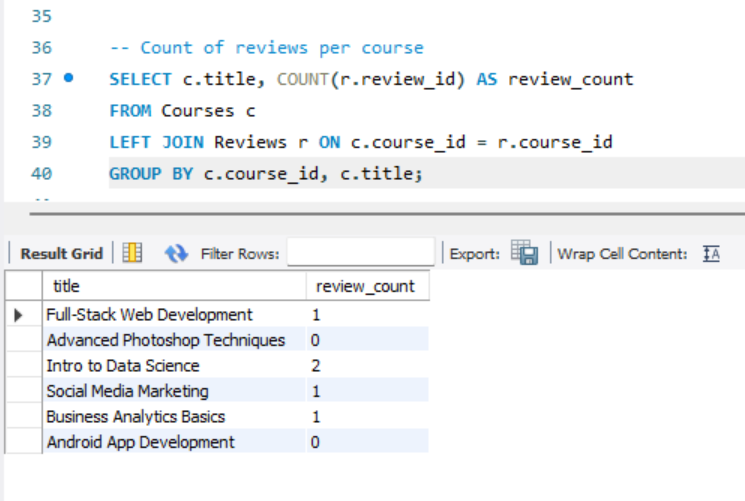 35
36 -- Count of reviews per course
37 SELECT c.title, COUNT(r.review_id) AS review_count
38 FROM Courses c
39 LEFT JOIN Reviews r ON c.course_id = r.course_id
40 GROUP BY c.course_id, c.title;
Result Grid Filter Rows: Export: Wrap Cell Content:
title review_count
Full-Stack Web Development 1
Advanced Photoshop Techniques 0
Intro to Data Science 2
Social Media Marketing 1
Business Analytics Basics 1
Android App Development 0